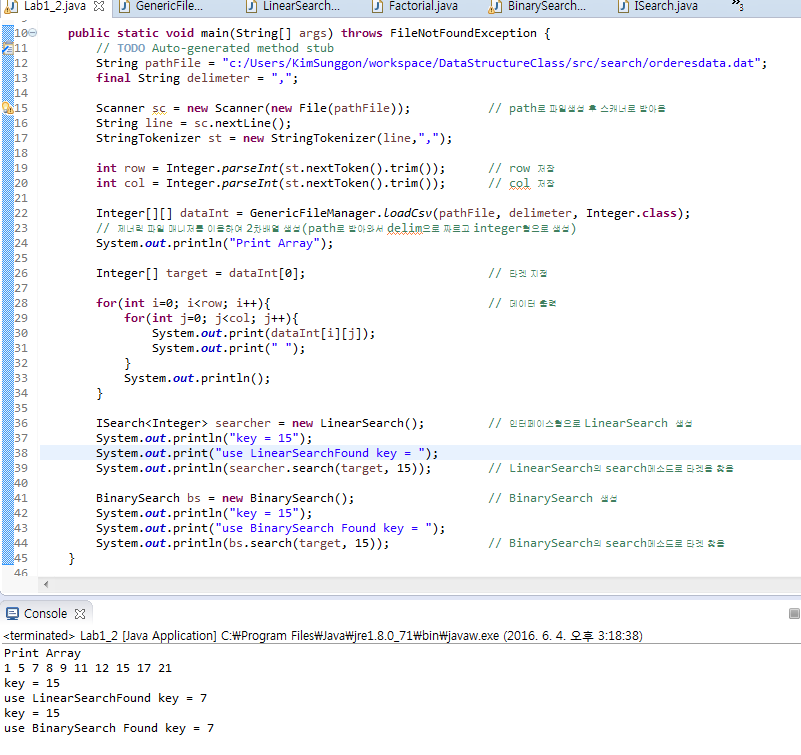 Lab1_2.java GenericFile... LinearSearch... Factorial.java BinarySearch... ISearch.java »3
10 public static void main(String[] args) throws FileNotFoundException {
11 // TODO Auto-generated method stub
12 String pathFile = "c:/Users/KimSunggon/workspace/DataStructureClass/src/search/orderesdata.dat";
13 final String delimeter = ",";
14
15 Scanner sc = new Scanner(new File(pathFile)); // path로 파일생성 후 스캐너로 받아옴
16 String line = sc.nextLine();
17 StringTokenizer st = new StringTokenizer(line,",");
18
19 int row = Integer.parseInt(st.nextToken().trim()); // row 저장
20 int col = Integer.parseInt(st.nextToken().trim()); // col 저장
21
22 Integer[][] dataInt = GenericFileManager.loadCsv(pathFile, delimeter, Integer.class);
23 // 제너릭 파일 매니저를 이용하여 2차배열 생성(path로 받아와서 delim으로 짜르고 integer형으로 생성)
24 System.out.println("Print Array");
25
26 Integer[] target = dataInt[0]; // 타겟 지정
27
28 for(int i=0; i<row; i++){ // 데이터 출력
29 for(int j=0; j<col; j++){
30 System.out.print(dataInt[i][j]);
31 System.out.print(" ");
32 }
33 System.out.println();
34 }
35
36 ISearch<Integer> searcher = new LinearSearch(); // 인터페이스형으로 LinearSearch 생성
37 System.out.println("key = 15");
38 System.out.print("use LinearSearchFound key = ");
39 System.out.println(searcher.search(target, 15)); // LinearSearch의 search메소드로 타겟을 찾음
40
41 BinarySearch bs = new BinarySearch(); // BinarySearch 생성
42 System.out.println("key = 15");
43 System.out.print("use BinarySearch Found key = ");
44 System.out.println(bs.search(target, 15)); // BinarySearch의 search메소드로 타겟 찾음
45 }
46
Console
<terminated> Lab1_2 [Java Application] C:₩Program Files₩Java₩jre1.8.0_71₩bin₩javaw.exe (2016. 6. 4. 오후 3:18:38)
Print Array
1 5 7 8 9 11 12 15 17 21
key = 15
use LinearSearchFound key = 7
key = 15
use BinarySearch Found key = 7